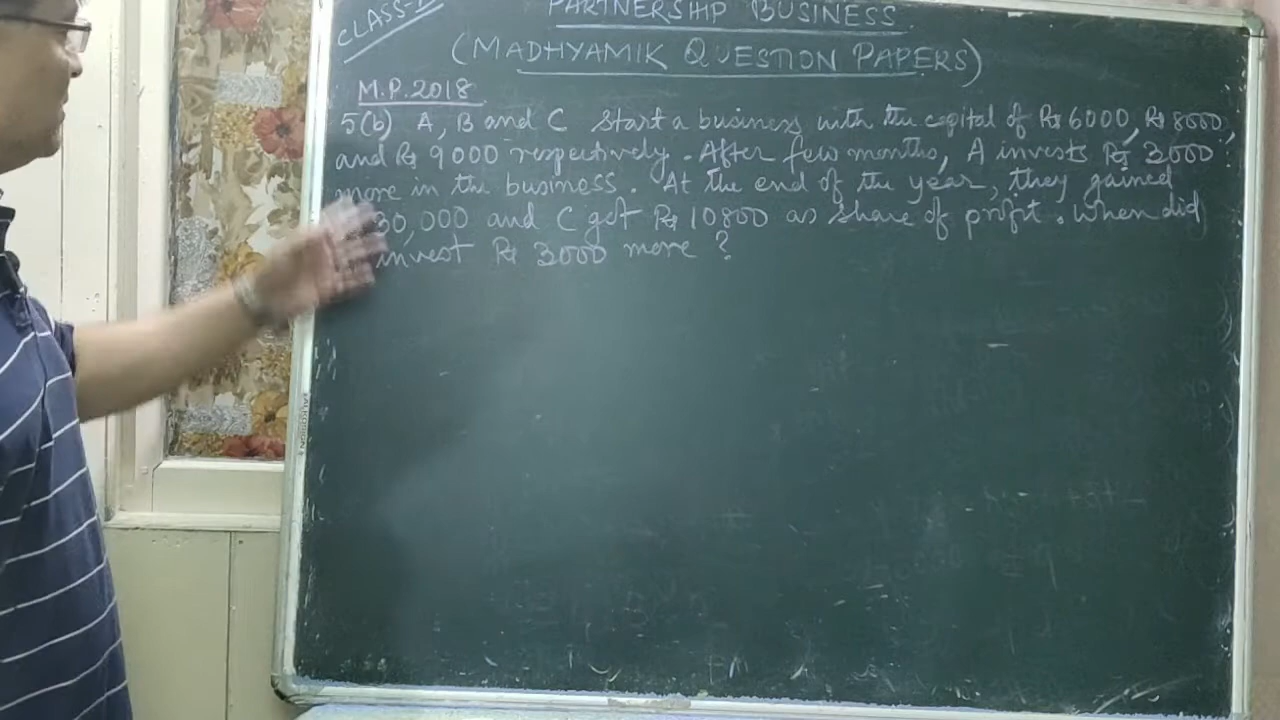 CLASS-
PARTNERSHIP BUSINESS
(MADHYAMIK QUESTION PAPERS)
M.P.2018
5(b) A, B and C start a business with the capital of Rs 6000, Rs 8000,
and Rs 9000 respectively. After few months, A invests Rs 3000
more in the business. At the end of the year, they gained
30,000 and C got Rs 10800 as share of profit. When did
invest Rs 3000 more ?